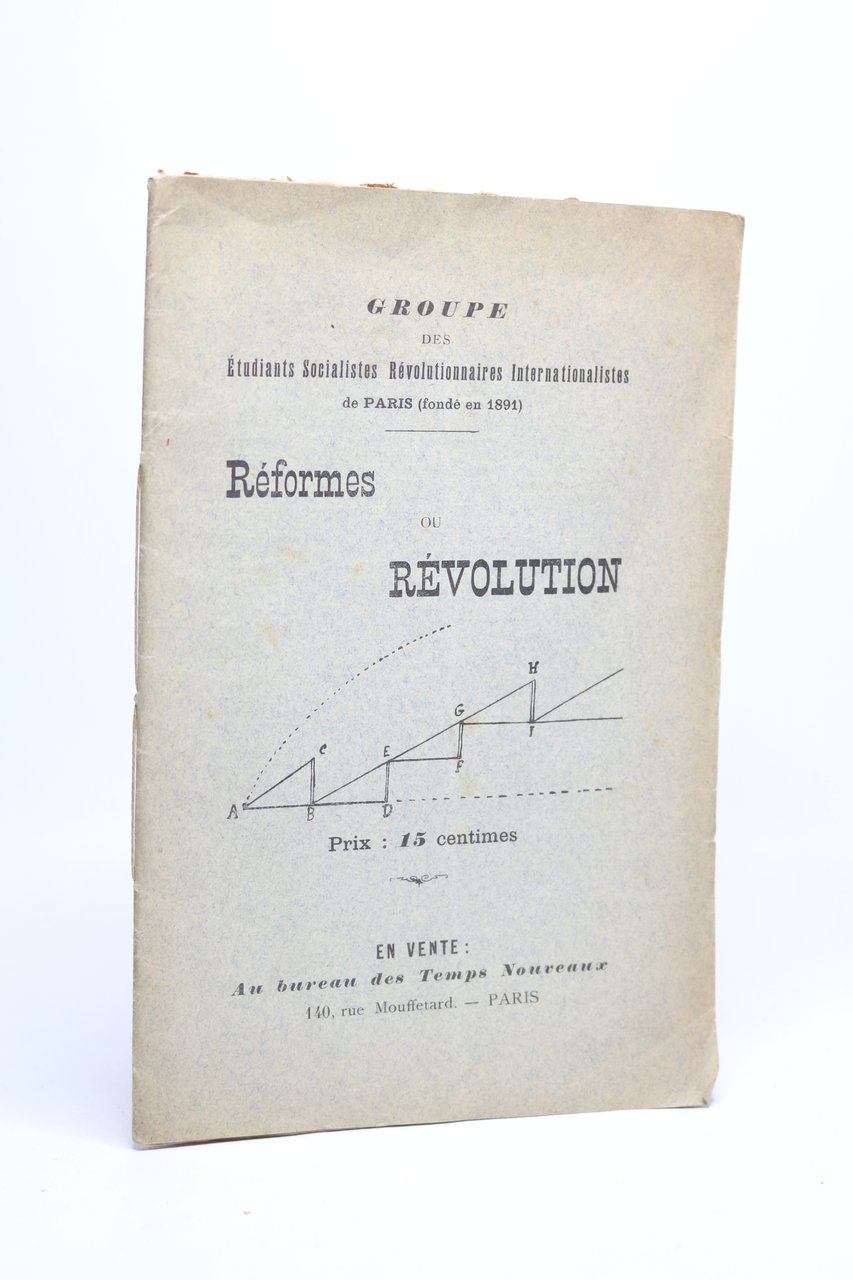 GROUPE
DES
Étudiants Socialistes Révolutionnaires Internationalistes
de PARIS (fondé en 1891)
Réformes
OU
RÉVOLUTION
H
G
C
E
I
F
A
B
D
Prix : 15 centimes
EN VENTE :
Au bureau des Temps Nouveaux
140, rue Mouffetard. — PARIS